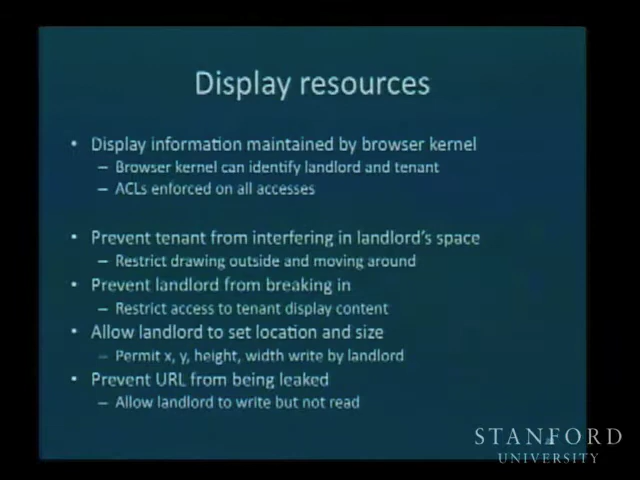 Display resources
• Display information maintained by browser kernel
– Browser kernel can identify landlord and tenant
– ACLs enforced on all accesses
• Prevent tenant from interfering in landlord's space
– Restrict drawing outside and moving around
• Prevent landlord from breaking in
– Restrict access to tenant display content
• Allow landlord to set location and size
– Permit x, y, height, width write by landlord
• Prevent URL from being leaked
– Allow landlord to write but not read
STANFORD
UNIVERSITY